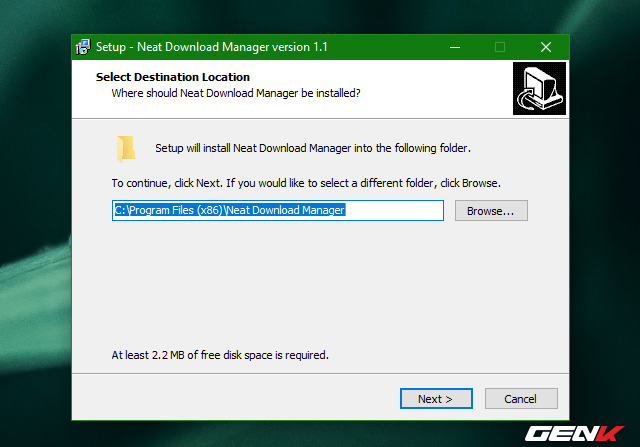 Setup - Neat Download Manager version 1.1
Select Destination Location
Where should Neat Download Manager be installed?
Setup will install Neat Download Manager into the following folder.
To continue, click Next. If you would like to select a different folder, click Browse.
C:\Program Files (x86)\Neat Download Manager
Browse...
At least 2.2 MB of free disk space is required.
Next >
Cancel
GENK